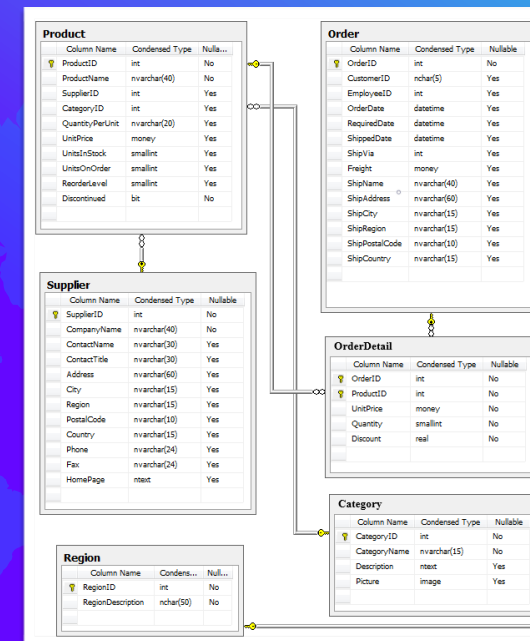 Product
Column Name Condensed Type Nulla...
ProductID int No
ProductName nvarchar(40) No
SupplierID int Yes
CategoryID int Yes
QuantityPerUnit nvarchar(20) Yes
UnitPrice money Yes
UnitsInStock smallint Yes
UnitsOnOrder smallint Yes
ReorderLevel smallint Yes
Discontinued bit No
Supplier
Column Name Condensed Type Nullable
SupplierID int No
CompanyName nvarchar(40) No
ContactName nvarchar(30) Yes
ContactTitle nvarchar(30) Yes
Address nvarchar(60) Yes
City nvarchar(15) Yes
Region nvarchar(15) Yes
PostalCode nvarchar(10) Yes
Country nvarchar(15) Yes
Phone nvarchar(24) Yes
Fax nvarchar(24) Yes
HomePage ntext Yes
Region
Column Name Condens... Null...
RegionID int No
RegionDescription nchar(50) No
Order
Column Name Condensed Type Nullable
OrderID int No
CustomerID nchar(5) Yes
EmployeeID int Yes
OrderDate datetime Yes
RequiredDate datetime Yes
ShippedDate datetime Yes
ShipVia int Yes
Freight money Yes
ShipName nvarchar(40) Yes
ShipAddress nvarchar(60) Yes
ShipCity nvarchar(15) Yes
ShipRegion nvarchar(15) Yes
ShipPostalCode nvarchar(10) Yes
ShipCountry nvarchar(15) Yes
OrderDetail
Column Name Condensed Type Nullable
OrderID int No
ProductID int No
UnitPrice money No
Quantity smallint No
Discount real No
Category
Column Name Condensed Type Nullable
CategoryID int No
CategoryName nvarchar(15) No
Description ntext Yes
Picture image Yes